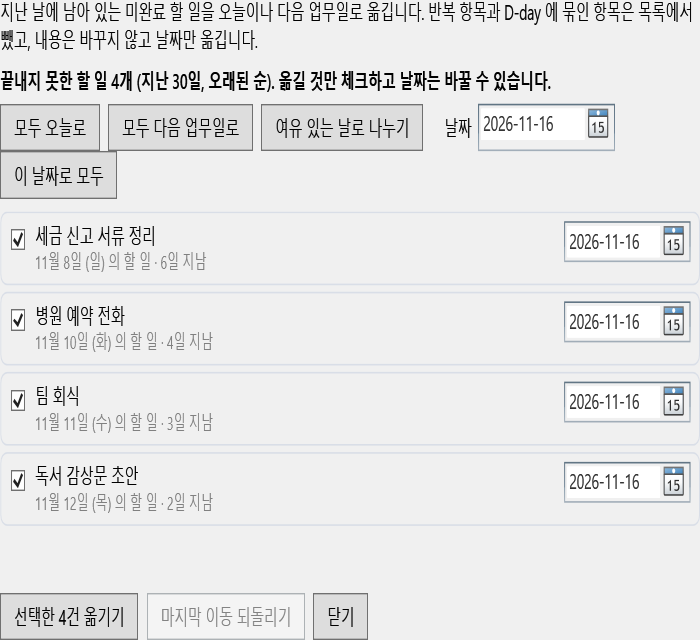 지난 날에 남아 있는 미완료 할 일을 오늘이나 다음 업무일로 옮깁니다. 반복 항목과 D-day 에 묶인 항목은 목록에서
뺐고, 내용은 바꾸지 않고 날짜만 옮깁니다.
끝내지 못한 할 일 4개 (지난 30일, 오래된 순). 옮길 것만 체크하고 날짜는 바꿀 수 있습니다.
모두 오늘로 모두 다음 업무일로 여유 있는 날로 나누기 날짜 2026-11-16 15
이 날짜로 모두
세금 신고 서류 정리 2026-11-16 15
11월 8일 (일) 의 할 일 · 6일 지남
병원 예약 전화 2026-11-16 15
11월 10일 (화) 의 할 일 · 4일 지남
팀 회식 2026-11-16 15
11월 11일 (수) 의 할 일 · 3일 지남
독서 감상문 초안 2026-11-16 15
11월 12일 (목) 의 할 일 · 2일 지남
선택한 4건 옮기기 마지막 이동 되돌리기 닫기